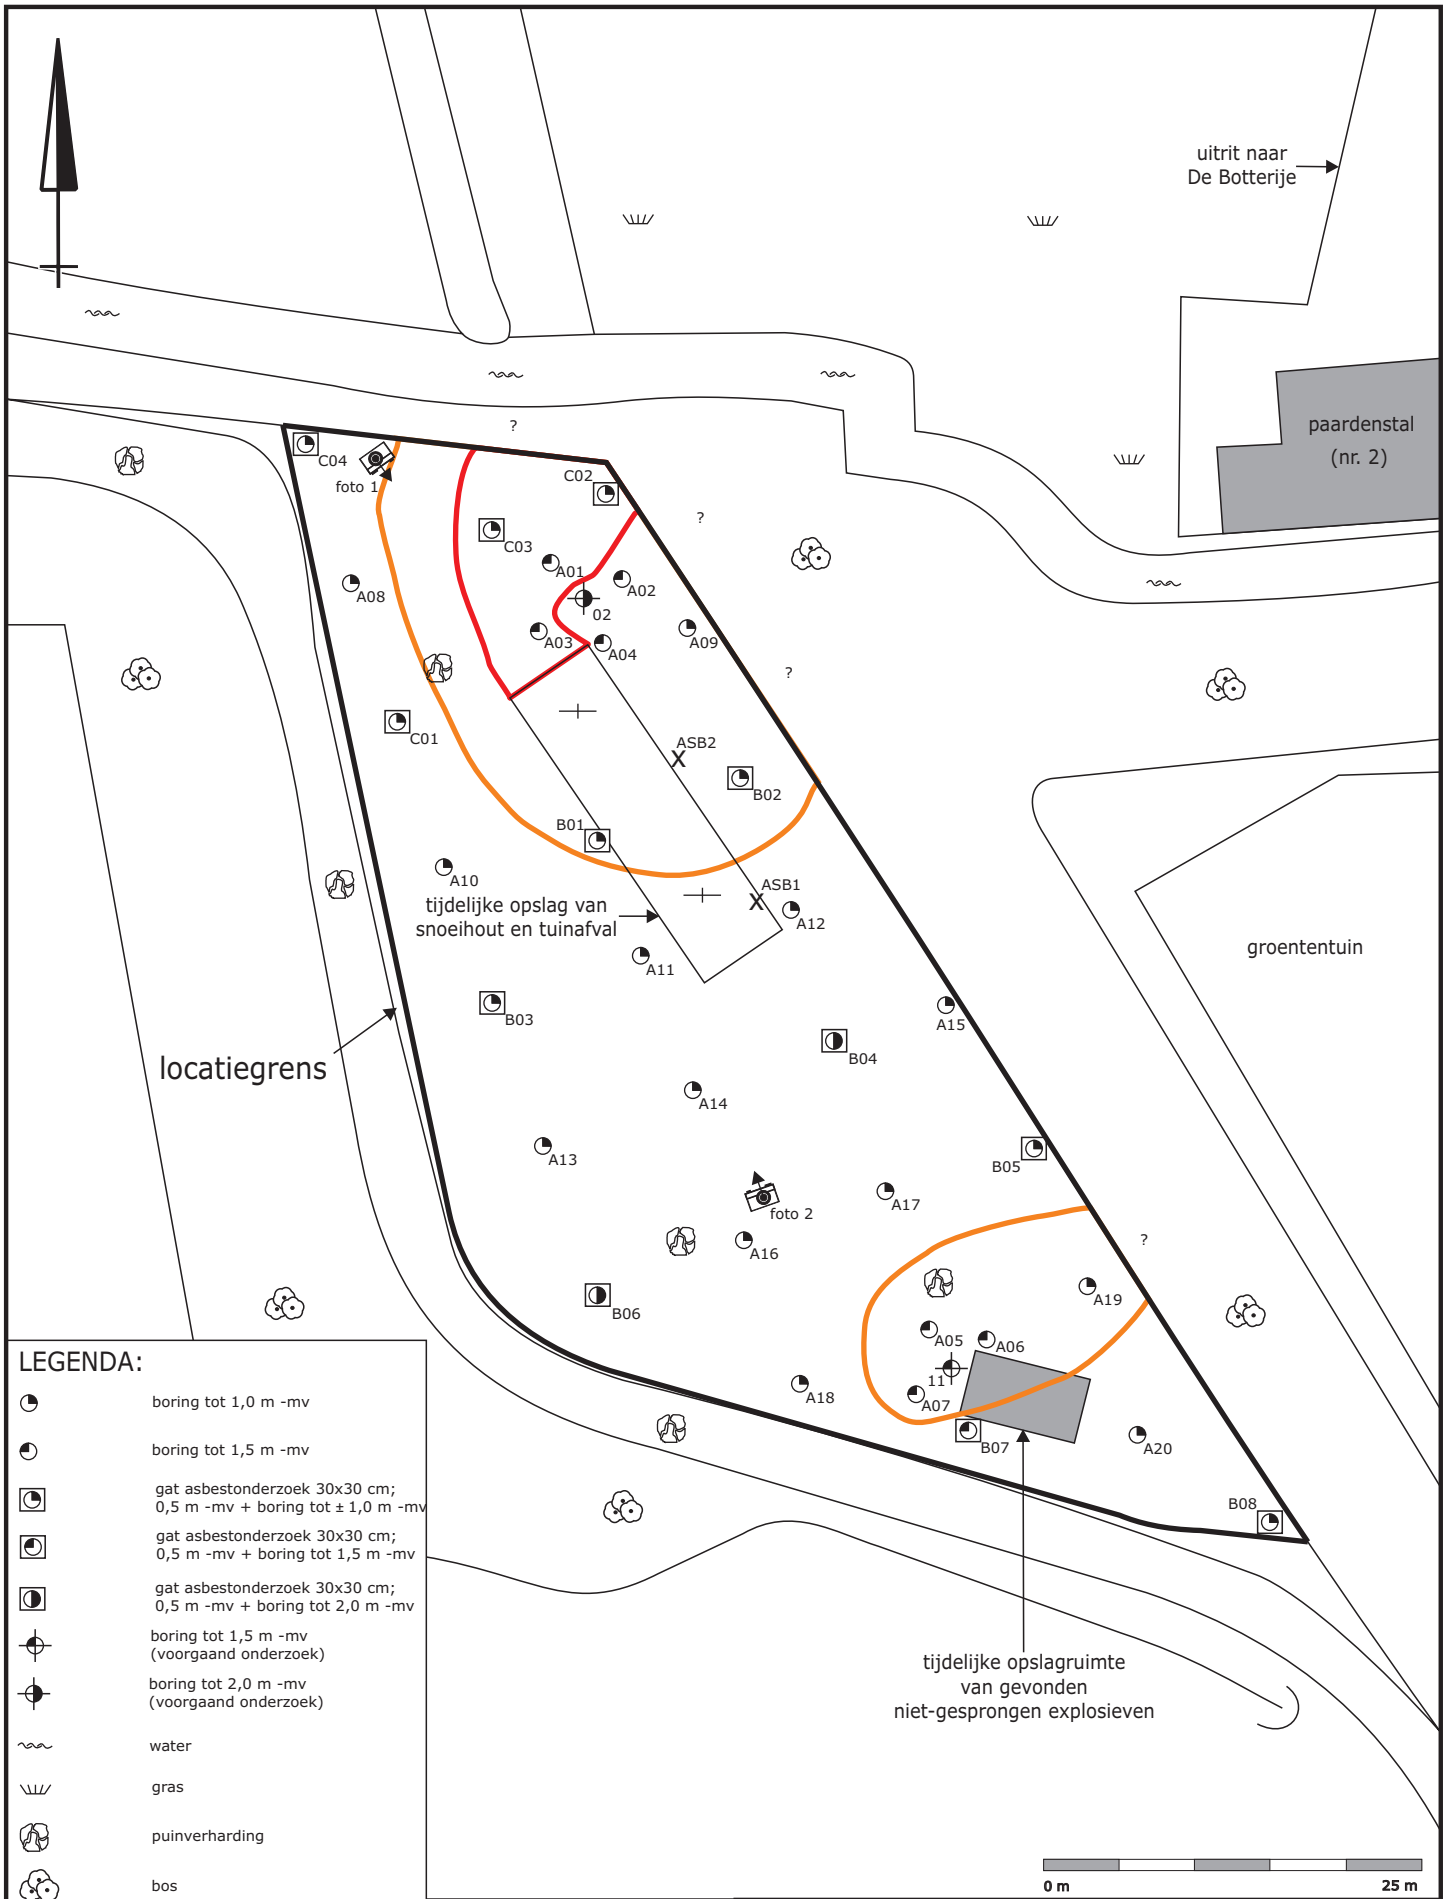 uitrit naar
De Botterije
paardenstal
(nr. 2)
?
C04
foto 1
C02
?
C03
A01
A02
A08
02
A03
A04
A09
?
C01
ASB2
X
B02
B01
A10
ASB1
X
A12
tijdelijke opslag van
snoeihout en tuinafval
groententuin
A11
B03
A15
B04
locatiegrens
A14
A13
B05
A17
foto 2
A16
?
A19
B06
A05
A06
11
A07
A18
B07
A20
B08
tijdelijke opslagruimte
van gevonden
niet-gesprongen explosieven
LEGENDA:
boring tot 1,0 m -mv
boring tot 1,5 m -mv
gat asbestonderzoek 30x30 cm;
0,5 m -mv + boring tot ± 1,0 m -mv
gat asbestonderzoek 30x30 cm;
0,5 m -mv + boring tot 1,5 m -mv
gat asbestonderzoek 30x30 cm;
0,5 m -mv + boring tot 2,0 m -mv
boring tot 1,5 m -mv
(voorgaand onderzoek)
boring tot 2,0 m -mv
(voorgaand onderzoek)
water
gras
puinverharding
bos
0 m
25 m